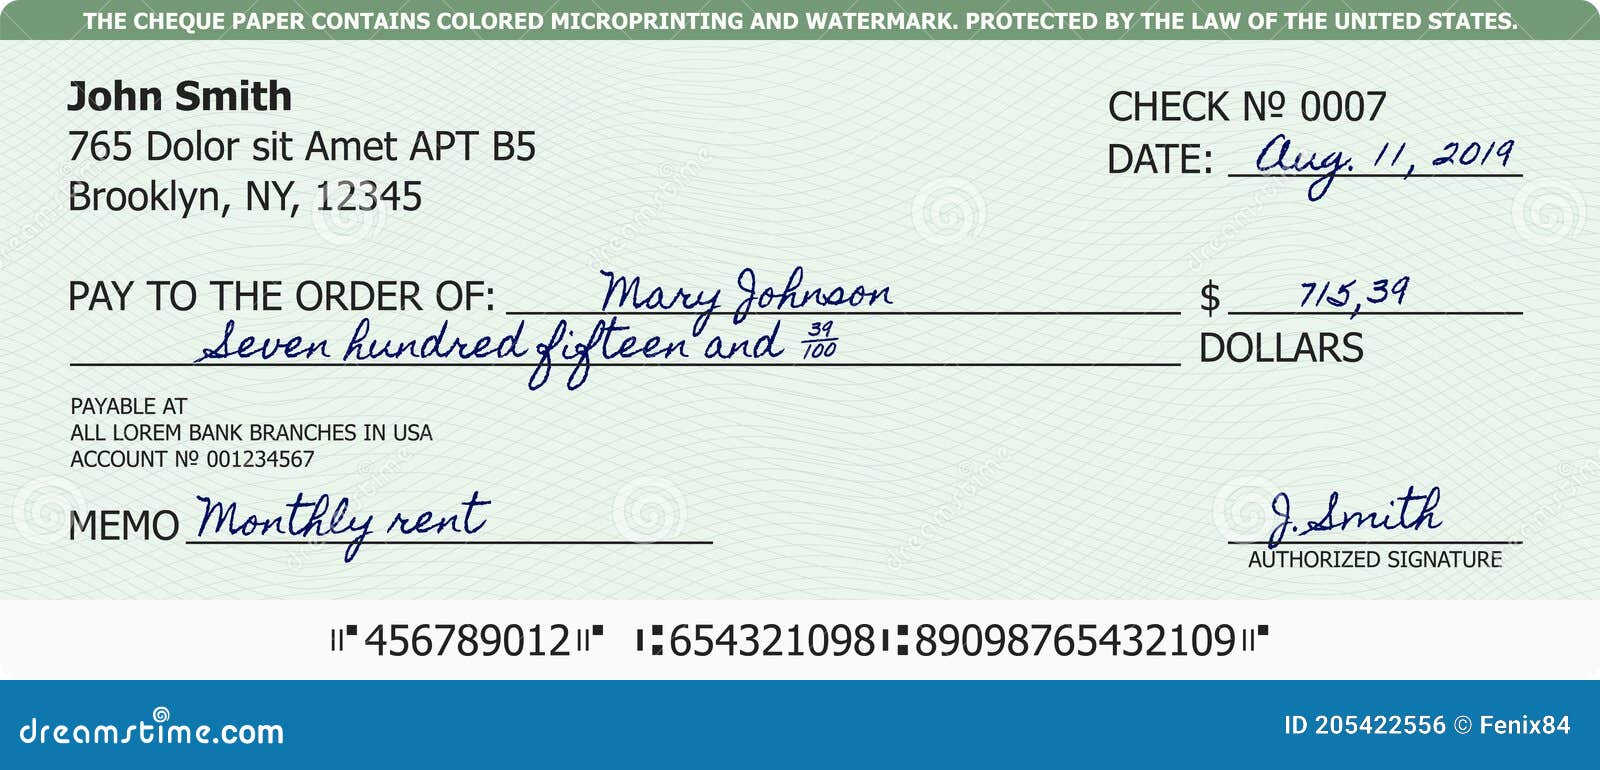 THE CHEQUE PAPER CONTAINS COLORED MICROPRINTING AND WATERMARK. PROTECTED BY THE LAW OF THE UNITED STATES.
John Smith
765 Dolor sit Amet APT B5
Brooklyn, NY, 12345
CHECK № 0007
DATE: Aug. 11, 2019
PAY TO THE ORDER OF: Mary Johnson $ 715,39
Seven hundred fifteen and 39/100 DOLLARS
PAYABLE AT
ALL LOREM BANK BRANCHES IN USA
ACCOUNT № 001234567
MEMO Monthly rent
J. Smith
AUTHORIZED SIGNATURE
⑈456789012⑈ ⑆654321098⑆89098765432109⑈
dreamstime.com
ID 205422556 © Fenix84